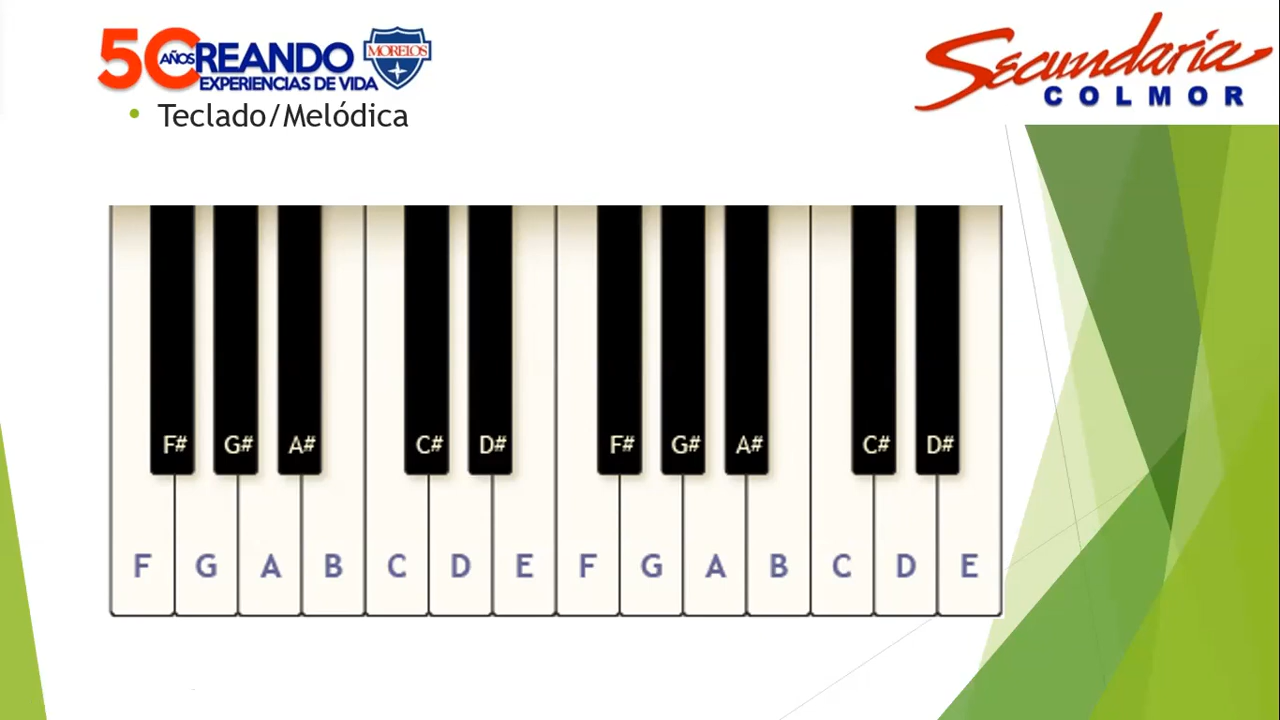 50 AÑOS CREANDO
EXPERIENCIAS DE VIDA
MORELOS
Secundaria
COLMOR
• Teclado/Melódica
F# G# A# C# D# F# G# A# C# D#
F G A B C D E F G A B C D E